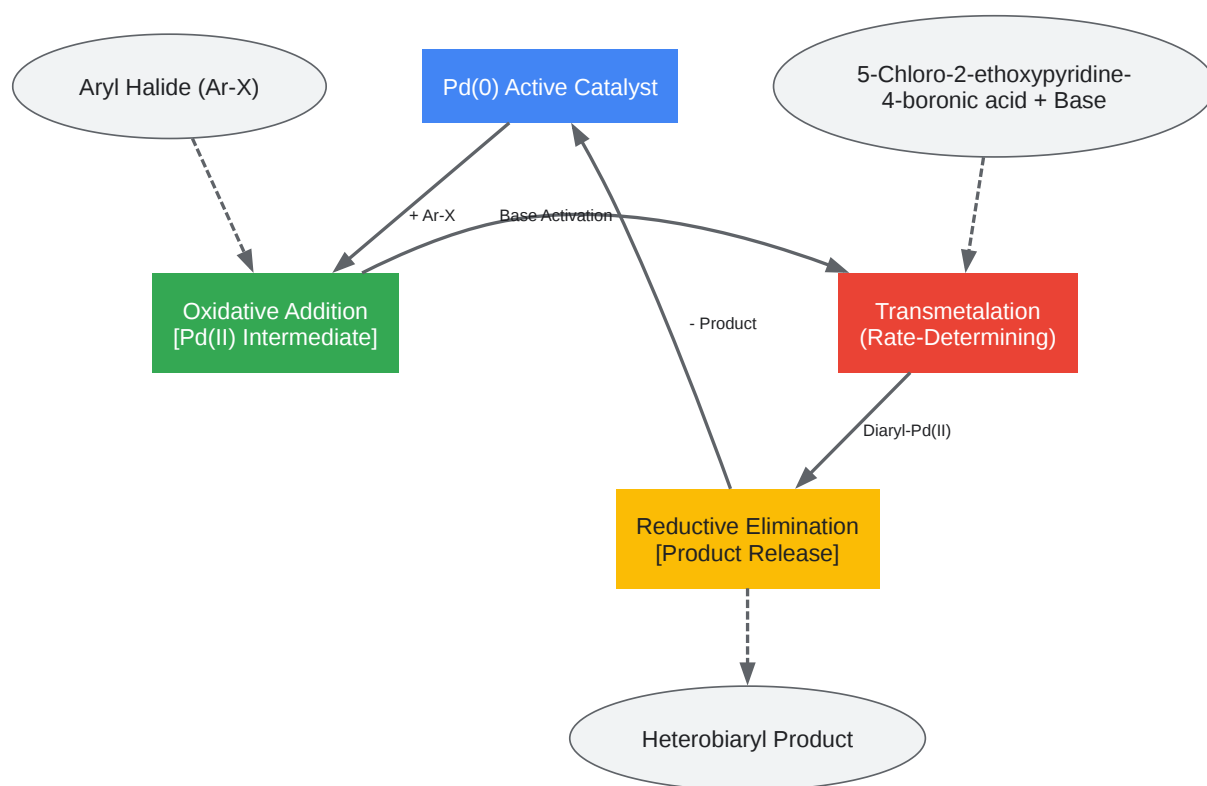 Aryl Halide (Ar-X)
Pd(0) Active Catalyst
5-Chloro-2-ethoxypyridine-
4-boronic acid + Base
+ Ar-X
Base Activation
Oxidative Addition
[Pd(II) Intermediate]
- Product
Transmetalation
(Rate-Determining)
Diaryl-Pd(II)
Reductive Elimination
[Product Release]
Heterobiaryl Product